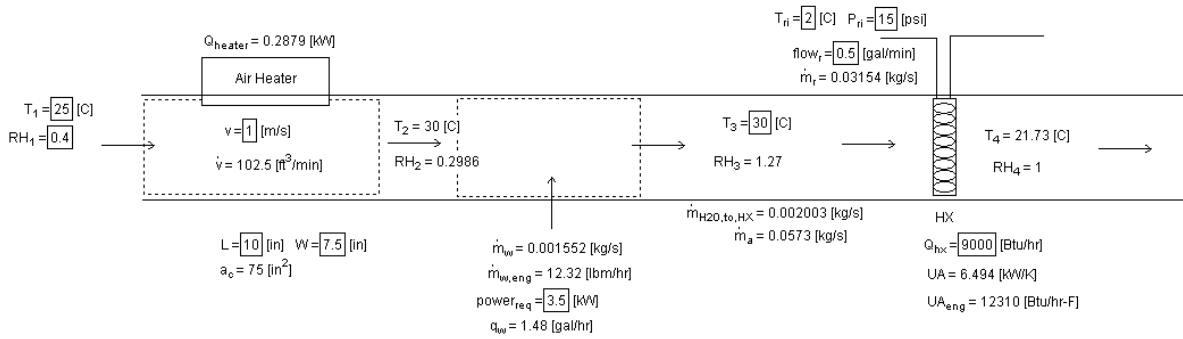 T_ri = 2 [C] P_ri = 15 [psi]
Q_heater = 0.2879 [kW]
flow_r = 0.5 [gal/min]
ṁ_r = 0.03154 [kg/s]
Air Heater
T_1 = 25 [C]
RH_1 = 0.4
v = 1 [m/s]
v̇ = 102.5 [ft^3/min]
T_2 = 30 [C]
RH_2 = 0.2986
T_3 = 30 [C]
RH_3 = 1.27
T_4 = 21.73 [C]
RH_4 = 1
L = 10 [in] W = 7.5 [in]
a_c = 75 [in^2]
ṁ_w = 0.001552 [kg/s]
ṁ_w,eng = 12.32 [lbm/hr]
power_req = 3.5 [kW]
q_w = 1.48 [gal/hr]
ṁ_H2O,to,HX = 0.002003 [kg/s]
ṁ_a = 0.0573 [kg/s]
HX
Q_hx = 9000 [Btu/hr]
UA = 6.494 [kW/K]
UA_eng = 12310 [Btu/hr-F]